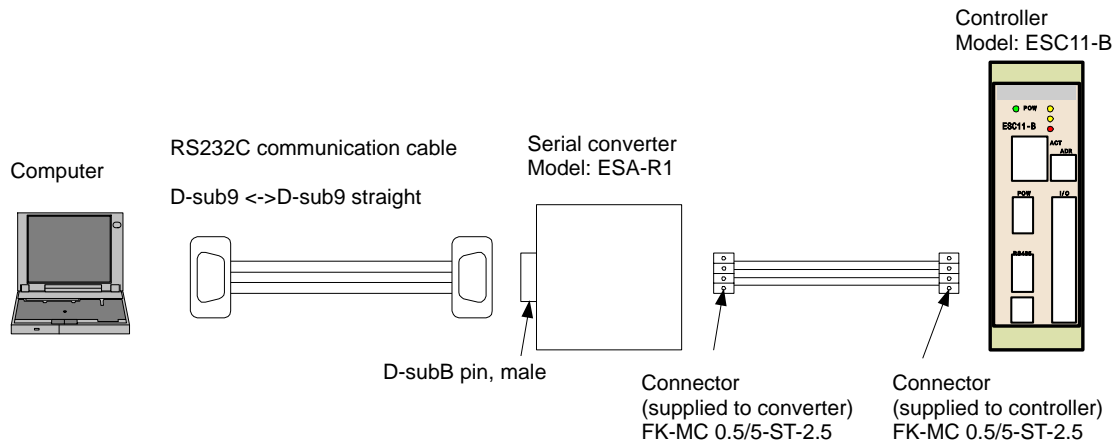 Controller
Model: ESC11-B
POW
ESC11-B
ACT
ADR
POW
I/O
RS485
Computer
RS232C communication cable
D-sub9 <->D-sub9 straight
Serial converter
Model: ESA-R1
D-subB pin, male
Connector
(supplied to converter)
FK-MC 0.5/5-ST-2.5
Connector
(supplied to controller)
FK-MC 0.5/5-ST-2.5